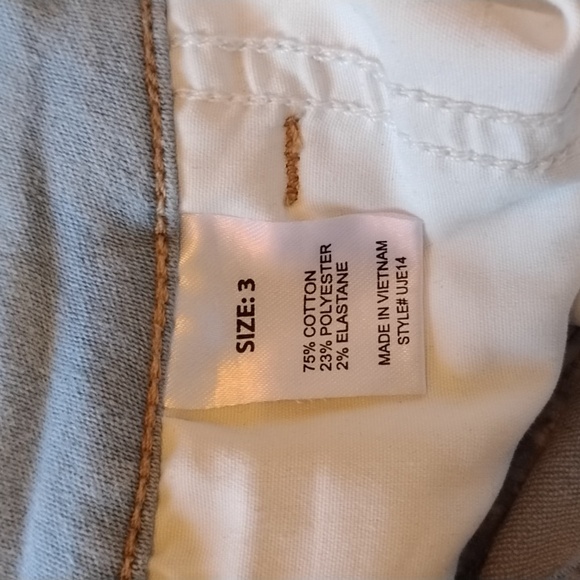 SIZE: 3
75% COTTON
23% POLYESTER
2% ELASTANE
MADE IN VIETNAM
STYLE# UJE14